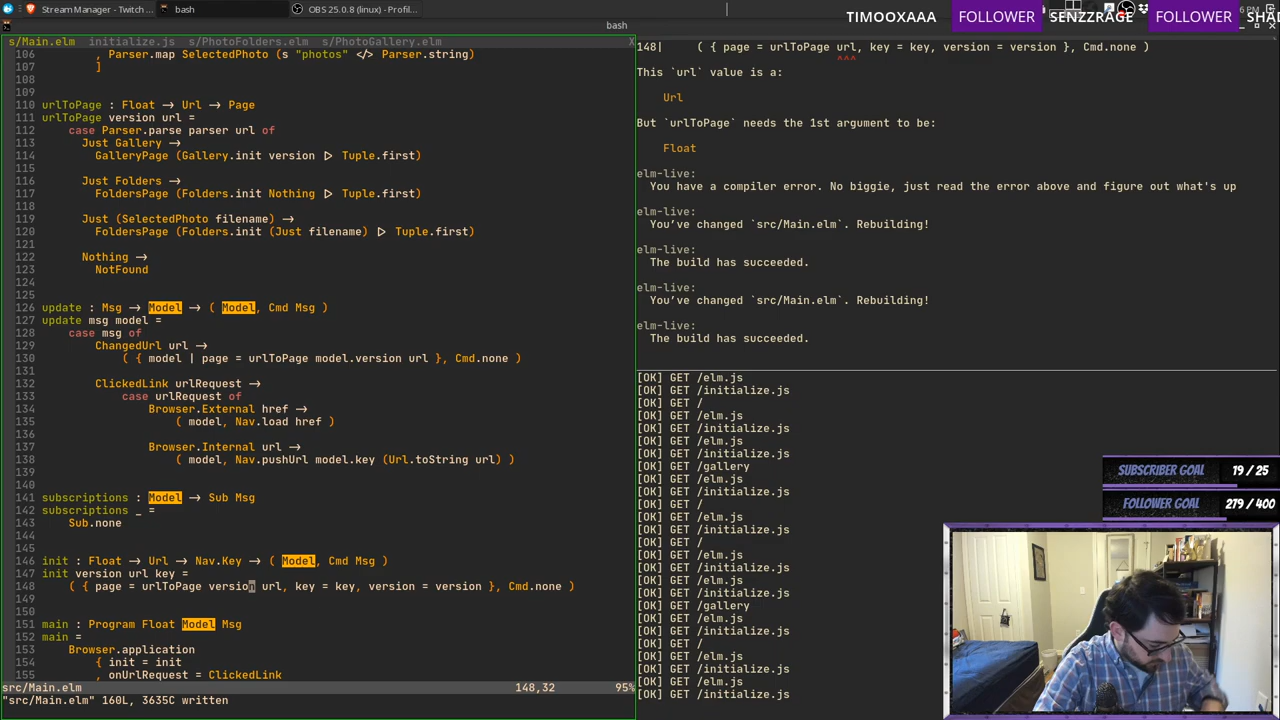 Stream Manager - Twitch
bash
OBS 25.0.8 (linux) - Profil...
6 PM
bash
TIMOOXAAA
FOLLOWER
SENZZRAGE
FOLLOWER
s/Main.elm initialize.js s/PhotoFolders.elm s/PhotoGallery.elm X
106 , Parser.map SelectedPhoto (s "photos" </> Parser.string)
107 ]
108
109
110 urlToPage : Float → Url → Page
111 urlToPage version url =
112 case Parser.parse parser url of
113 Just Gallery →
114 GalleryPage (Gallery.init version ▷ Tuple.first)
115
116 Just Folders →
117 FoldersPage (Folders.init Nothing ▷ Tuple.first)
118
119 Just (SelectedPhoto filename) →
120 FoldersPage (Folders.init (Just filename) ▷ Tuple.first)
121
122 Nothing →
123 NotFound
124
125
126 update : Msg → Model → ( Model, Cmd Msg )
127 update msg model =
128 case msg of
129 ChangedUrl url →
130 ( { model | page = urlToPage model.version url }, Cmd.none )
131
132 ClickedLink urlRequest →
133 case urlRequest of
134 Browser.External href →
135 ( model, Nav.load href )
136
137 Browser.Internal url →
138 ( model, Nav.pushUrl model.key (Url.toString url) )
139
140
141 subscriptions : Model → Sub Msg
142 subscriptions _ =
143 Sub.none
144
145
146 init : Float → Url → Nav.Key → ( Model, Cmd Msg )
147 init version url key =
148 ( { page = urlToPage version url, key = key, version = version }, Cmd.none )
149
150
151 main : Program Float Model Msg
152 main =
153 Browser.application
154 { init = init
155 , onUrlRequest = ClickedLink
src/Main.elm 148,32 95%
"src/Main.elm" 160L, 3635C written
148| ( { page = urlToPage url, key = key, version = version }, Cmd.none )
^^^
This `url` value is a:
Url
But `urlToPage` needs the 1st argument to be:
Float
elm-live:
You have a compiler error. No biggie, just read the error above and figure out what's up
elm-live:
You've changed `src/Main.elm`. Rebuilding!
elm-live:
The build has succeeded.
elm-live:
You've changed `src/Main.elm`. Rebuilding!
elm-live:
The build has succeeded.
[OK] GET /elm.js
[OK] GET /initialize.js
[OK] GET /
[OK] GET /elm.js
[OK] GET /initialize.js
[OK] GET /elm.js
[OK] GET /initialize.js
[OK] GET /gallery
[OK] GET /elm.js
[OK] GET /initialize.js
[OK] GET /
[OK] GET /elm.js
[OK] GET /initialize.js
[OK] GET /
[OK] GET /elm.js
[OK] GET /initialize.js
[OK] GET /elm.js
[OK] GET /initialize.js
[OK] GET /gallery
[OK] GET /elm.js
[OK] GET /initialize.js
[OK] GET /
[OK] GET /elm.js
[OK] GET /initialize.js
[OK] GET /elm.js
[OK] GET /initialize.js
SUBSCRIBER GOAL 19 / 25
FOLLOWER GOAL 279 / 400